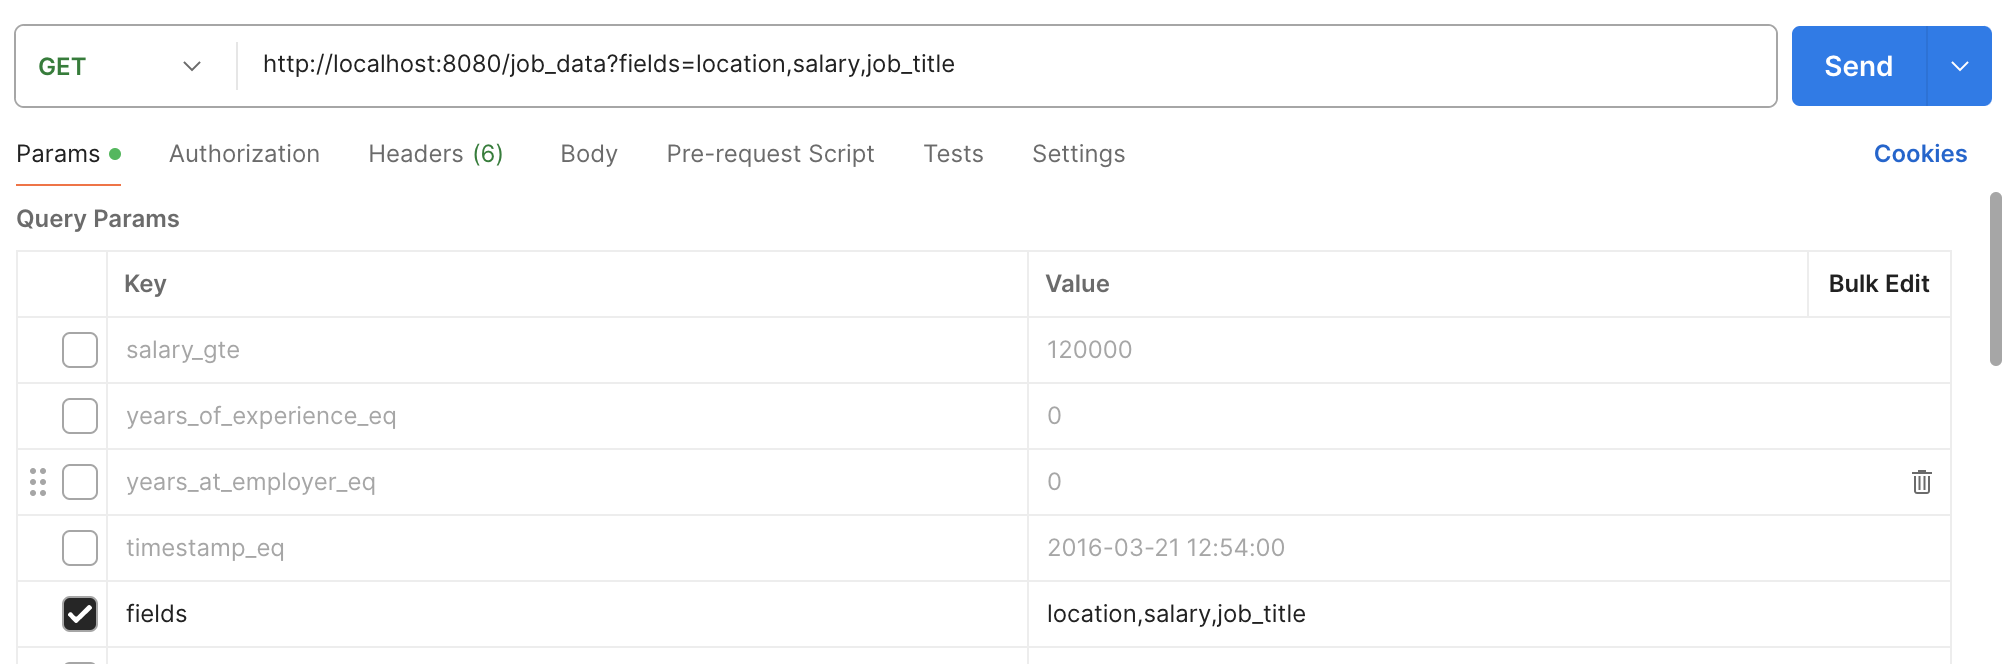 GET http://localhost:8080/job_data?fields=location,salary,job_title Send
Params Authorization Headers (6) Body Pre-request Script Tests Settings Cookies
Query Params
Key Value Bulk Edit
salary_gte 120000
years_of_experience_eq 0
years_at_employer_eq 0
timestamp_eq 2016-03-21 12:54:00
fields location,salary,job_title